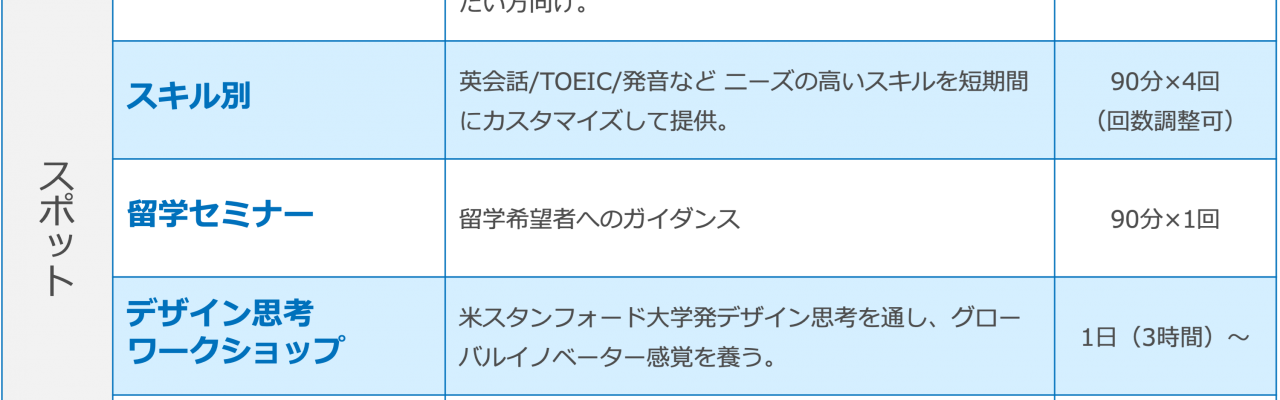 たい方向け。
スポット
スキル別
英会話/TOEIC/発音など ニーズの高いスキルを短期間
にカスタマイズして提供。
90分×4回
（回数調整可）
留学セミナー
留学希望者へのガイダンス
90分×1回
デザイン思考
ワークショップ
米スタンフォード大学発デザイン思考を通し、グロー
バルイノベーター感覚を養う。
1日（3時間）～